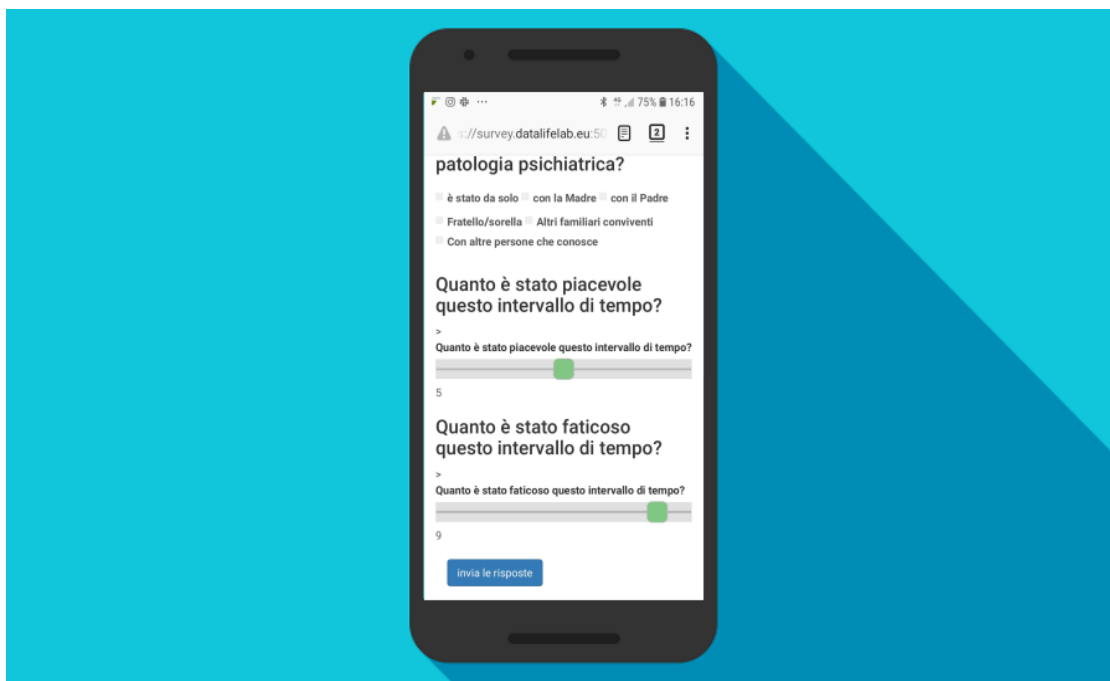 75% 16:16
://survey.datalifelab.eu:50 2
patologia psichiatrica?
è stato da solo con la Madre con il Padre
Fratello/sorella Altri familiari conviventi
Con altre persone che conosce
Quanto è stato piacevole
questo intervallo di tempo?
>
Quanto è stato piacevole questo intervallo di tempo?
5
Quanto è stato faticoso
questo intervallo di tempo?
>
Quanto è stato faticoso questo intervallo di tempo?
9
invia le risposte